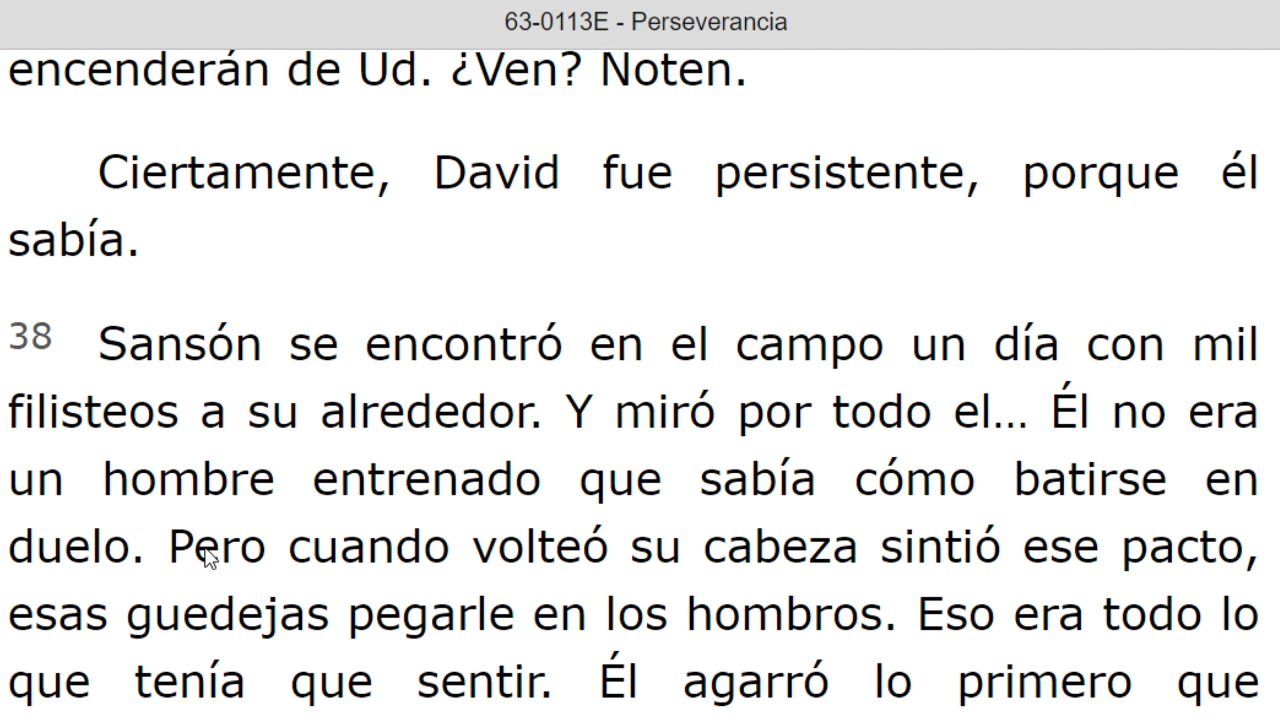 63-0113E - Perseverancia
encenderán de Ud. ¿Ven? Noten.
Ciertamente, David fue persistente, porque él
sabía.
38 Sansón se encontró en el campo un día con mil
filisteos a su alrededor. Y miró por todo el... Él no era
un hombre entrenado que sabía cómo batirse en
duelo. Pero cuando volteó su cabeza sintió ese pacto,
esas guedejas pegarle en los hombros. Eso era todo lo
que tenía que sentir. Él agarró lo primero que